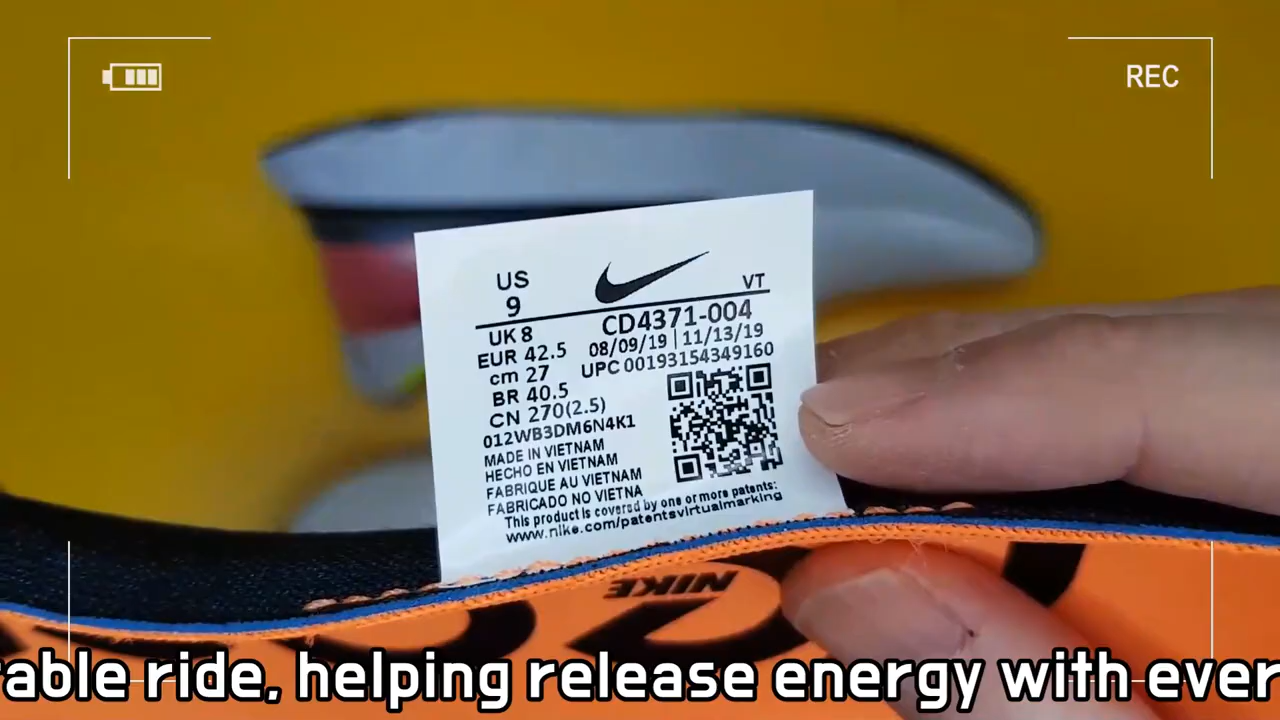 REC
US
9
VT
UK 8
EUR 42.5
cm 27
BR 40.5
CN 270(2.5)
CD4371-004
08/09/19 | 11/13/19
UPC 00193154349160
012WB3DM6N4K1
MADE IN VIETNAM
HECHO EN VIETNAM
FABRIQUE AU VIETNAM
FABRICADO NO VIETNA
This product is covered by one or more patents:
www.nike.com/patentsvirtualmarking
NIKE
rable ride, helping release energy with ever